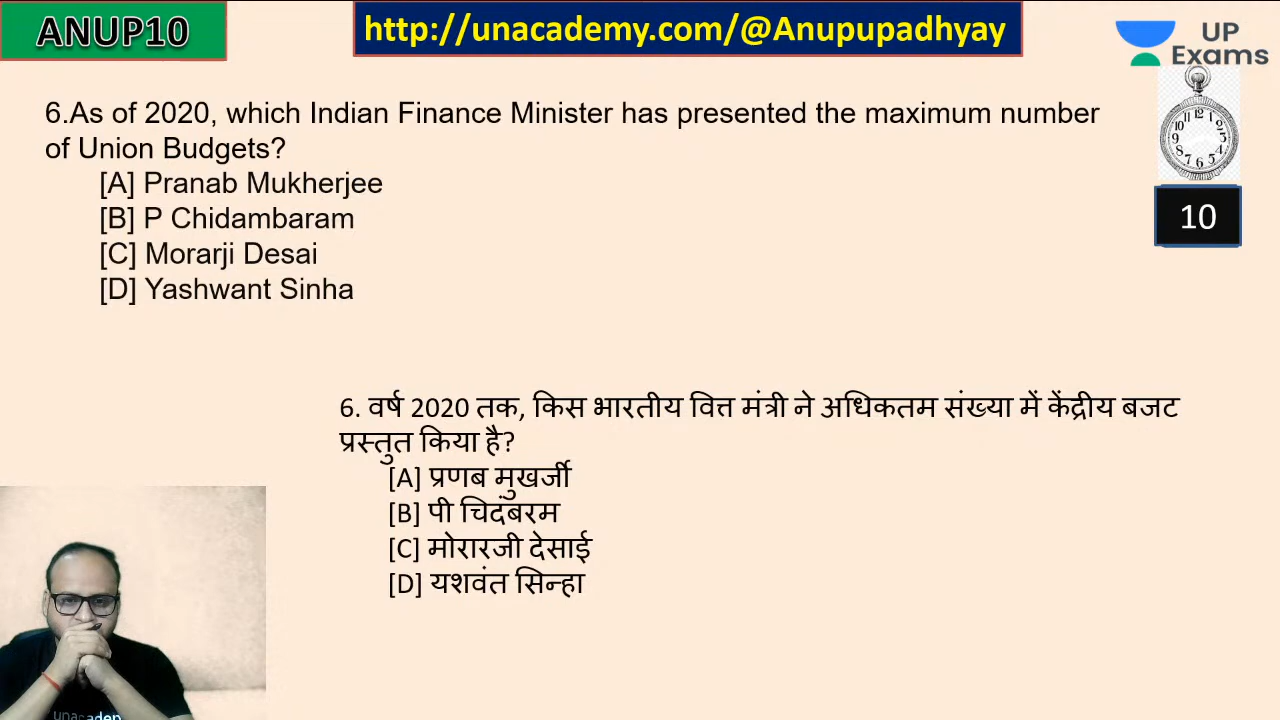 ANUP10
http://unacademy.com/@Anupupadhyay
UP
Exams
6.As of 2020, which Indian Finance Minister has presented the maximum number
of Union Budgets?
[A] Pranab Mukherjee
[B] P Chidambaram
[C] Morarji Desai
[D] Yashwant Sinha
10
6. वर्ष 2020 तक, किस भारतीय वित्त मंत्री ने अधिकतम संख्या में केंद्रीय बजट
प्रस्तुत किया है?
[A] प्रणब मुखर्जी
[B] पी चिदंबरम
[C] मोरारजी देसाई
[D] यशवंत सिन्हा